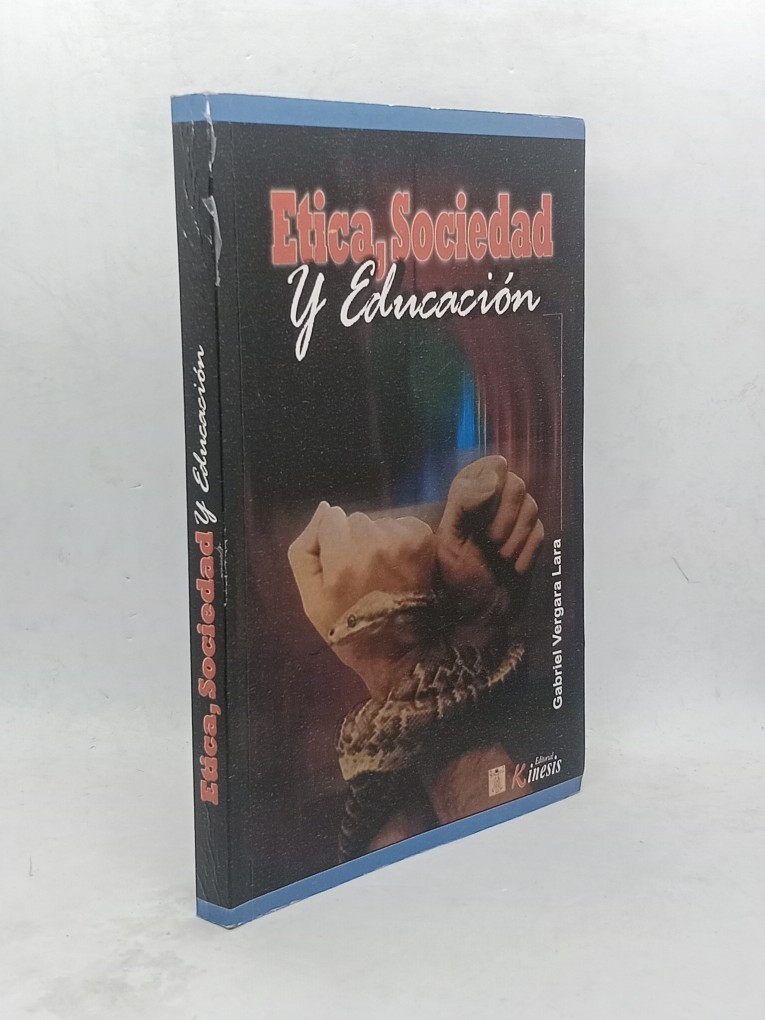 Etica, Sociedad
Y Educación
Gabriel Vergara Lara
Editorial
Kinesis
Etica, Sociedad Y Educación